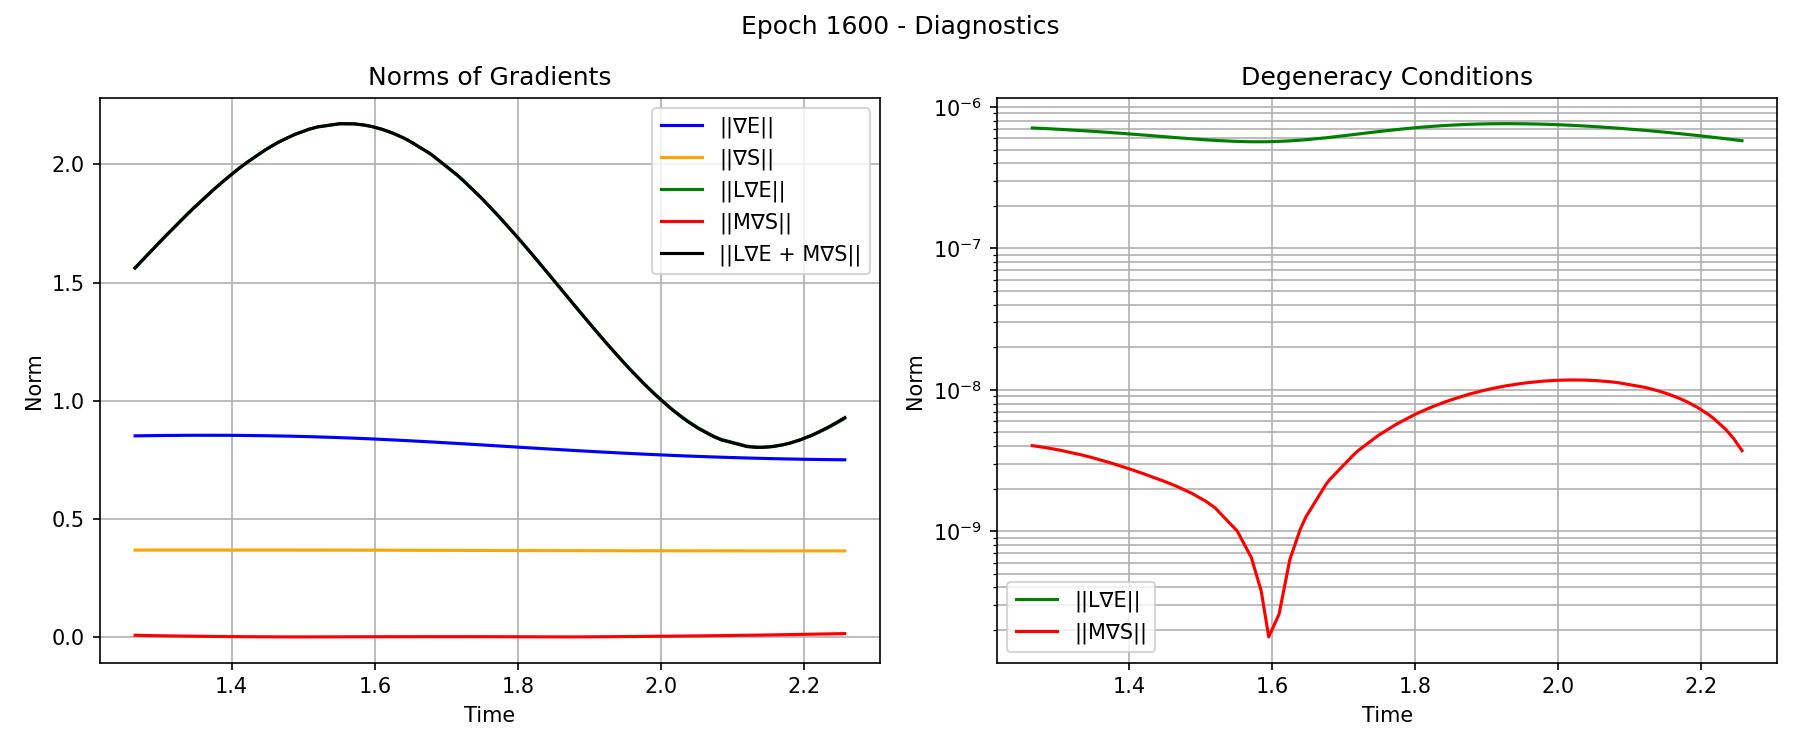 Epoch 1600 - Diagnostics
Norms of Gradients
Norm
2.0
1.5
1.0
0.5
0.0
||∇E||
||∇S||
||L∇E||
||M∇S||
||L∇E + M∇S||
1.4 1.6 1.8 2.0 2.2
Time
Degeneracy Conditions
Norm
10⁻⁶
10⁻⁷
10⁻⁸
10⁻⁹
||L∇E||
||M∇S||
1.4 1.6 1.8 2.0 2.2
Time